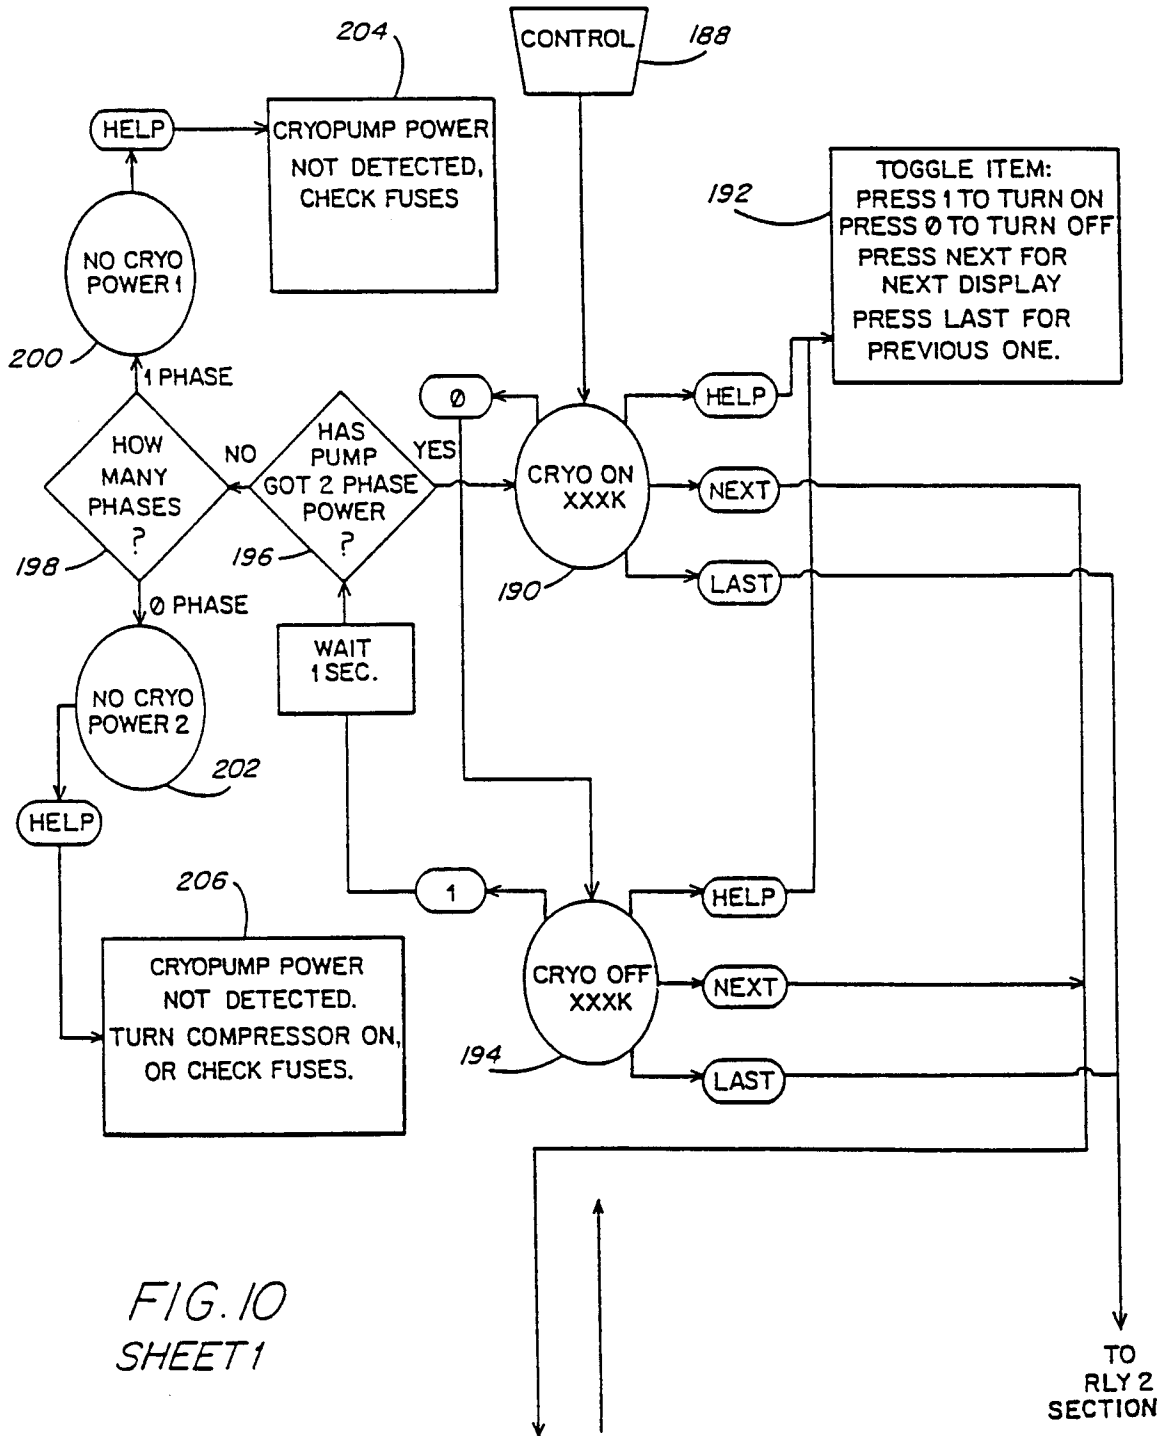 204
CONTROL
188
HELP
CRYOPUMP POWER
NOT DETECTED,
CHECK FUSES
192
TOGGLE ITEM:
PRESS 1 TO TURN ON
PRESS 0 TO TURN OFF
PRESS NEXT FOR
NEXT DISPLAY
PRESS LAST FOR
PREVIOUS ONE.
NO CRYO
POWER 1
200
1 PHASE
HOW
MANY
PHASES
?
198
NO
HAS
PUMP
GOT 2 PHASE
POWER
?
196
YES
0
CRYO ON
XXXK
190
HELP
NEXT
LAST
0 PHASE
WAIT
1 SEC.
NO CRYO
POWER 2
202
HELP
206
CRYOPUMP POWER
NOT DETECTED.
TURN COMPRESSOR ON,
OR CHECK FUSES.
1
CRYO OFF
XXXK
194
HELP
NEXT
LAST
FIG. 10
SHEET 1
TO
RLY 2
SECTION